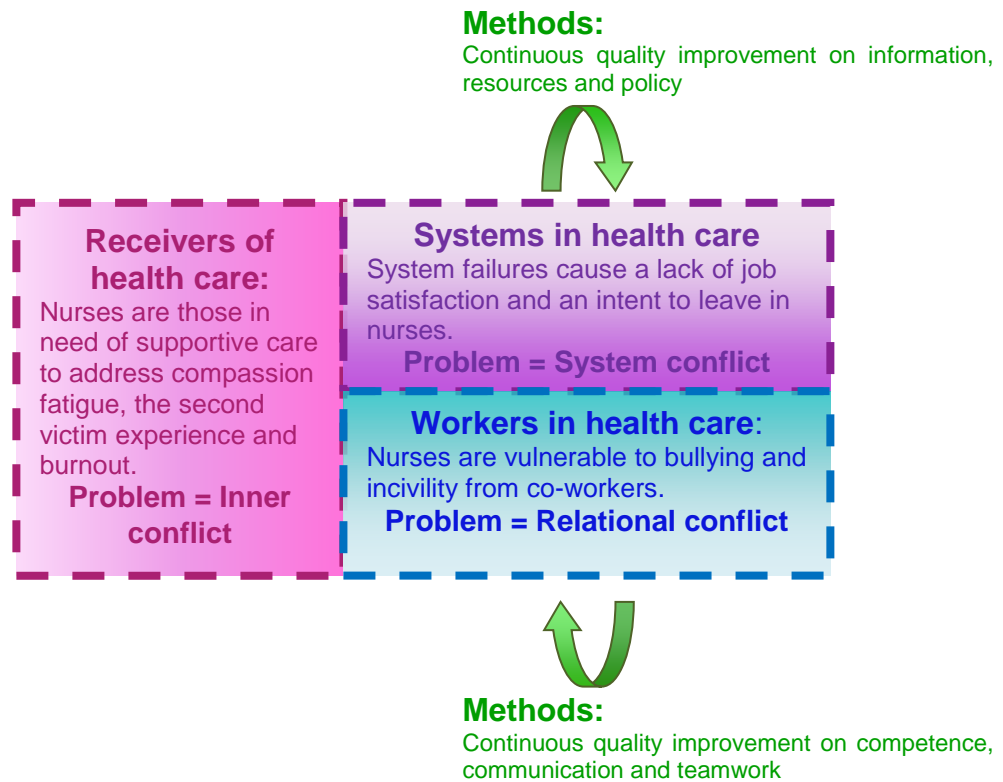 Methods:
Continuous quality improvement on information,
resources and policy
Receivers of
health care:
Nurses are those in
need of supportive care
to address compassion
fatigue, the second
victim experience and
burnout.
Problem = Inner
conflict
Systems in health care
System failures cause a lack of job
satisfaction and an intent to leave in
nurses.
Problem = System conflict
Workers in health care:
Nurses are vulnerable to bullying and
incivility from co-workers.
Problem = Relational conflict
Methods:
Continuous quality improvement on competence,
communication and teamwork